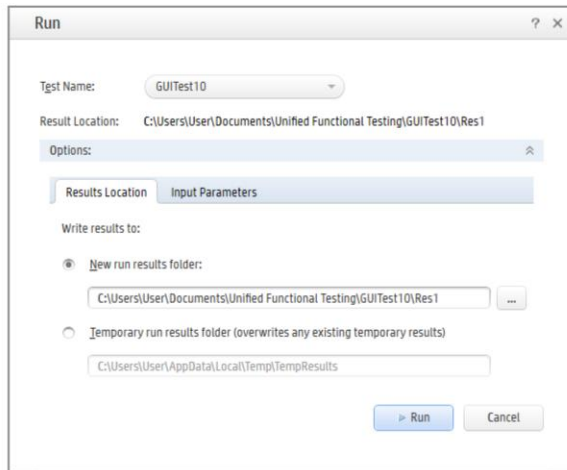 Run ? ×
Test Name: GUITest10
Result Location: C:\Users\User\Documents\Unified Functional Testing\GUITest10\Res1
Options:
Results Location Input Parameters
Write results to:
New run results folder:
C:\Users\User\Documents\Unified Functional Testing\GUITest10\Res1 ...
Temporary run results folder (overwrites any existing temporary results)
C:\Users\User\AppData\Local\Temp\TempResults
Run Cancel